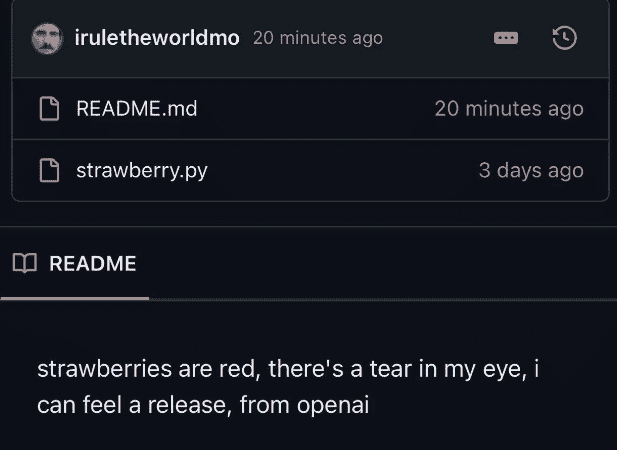 iruletheworldmo 20 minutes ago
README.md 20 minutes ago
strawberry.py 3 days ago
README
strawberries are red, there's a tear in my eye, i
can feel a release, from openai